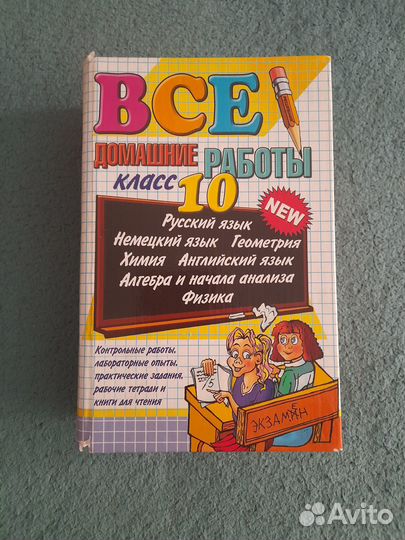 ВСЕ
ДОМАШНИЕ
РАБОТЫ
КЛАСС 10
NEW
Русский язык
Немецкий язык Геометрия
Химия Английский язык
Алгебра и начала анализа
Физика
Контрольные работы,
лабораторные опыты,
практические задания,
рабочие тетради и
книги для чтения
5
ЭКЗАМЕН
Avito